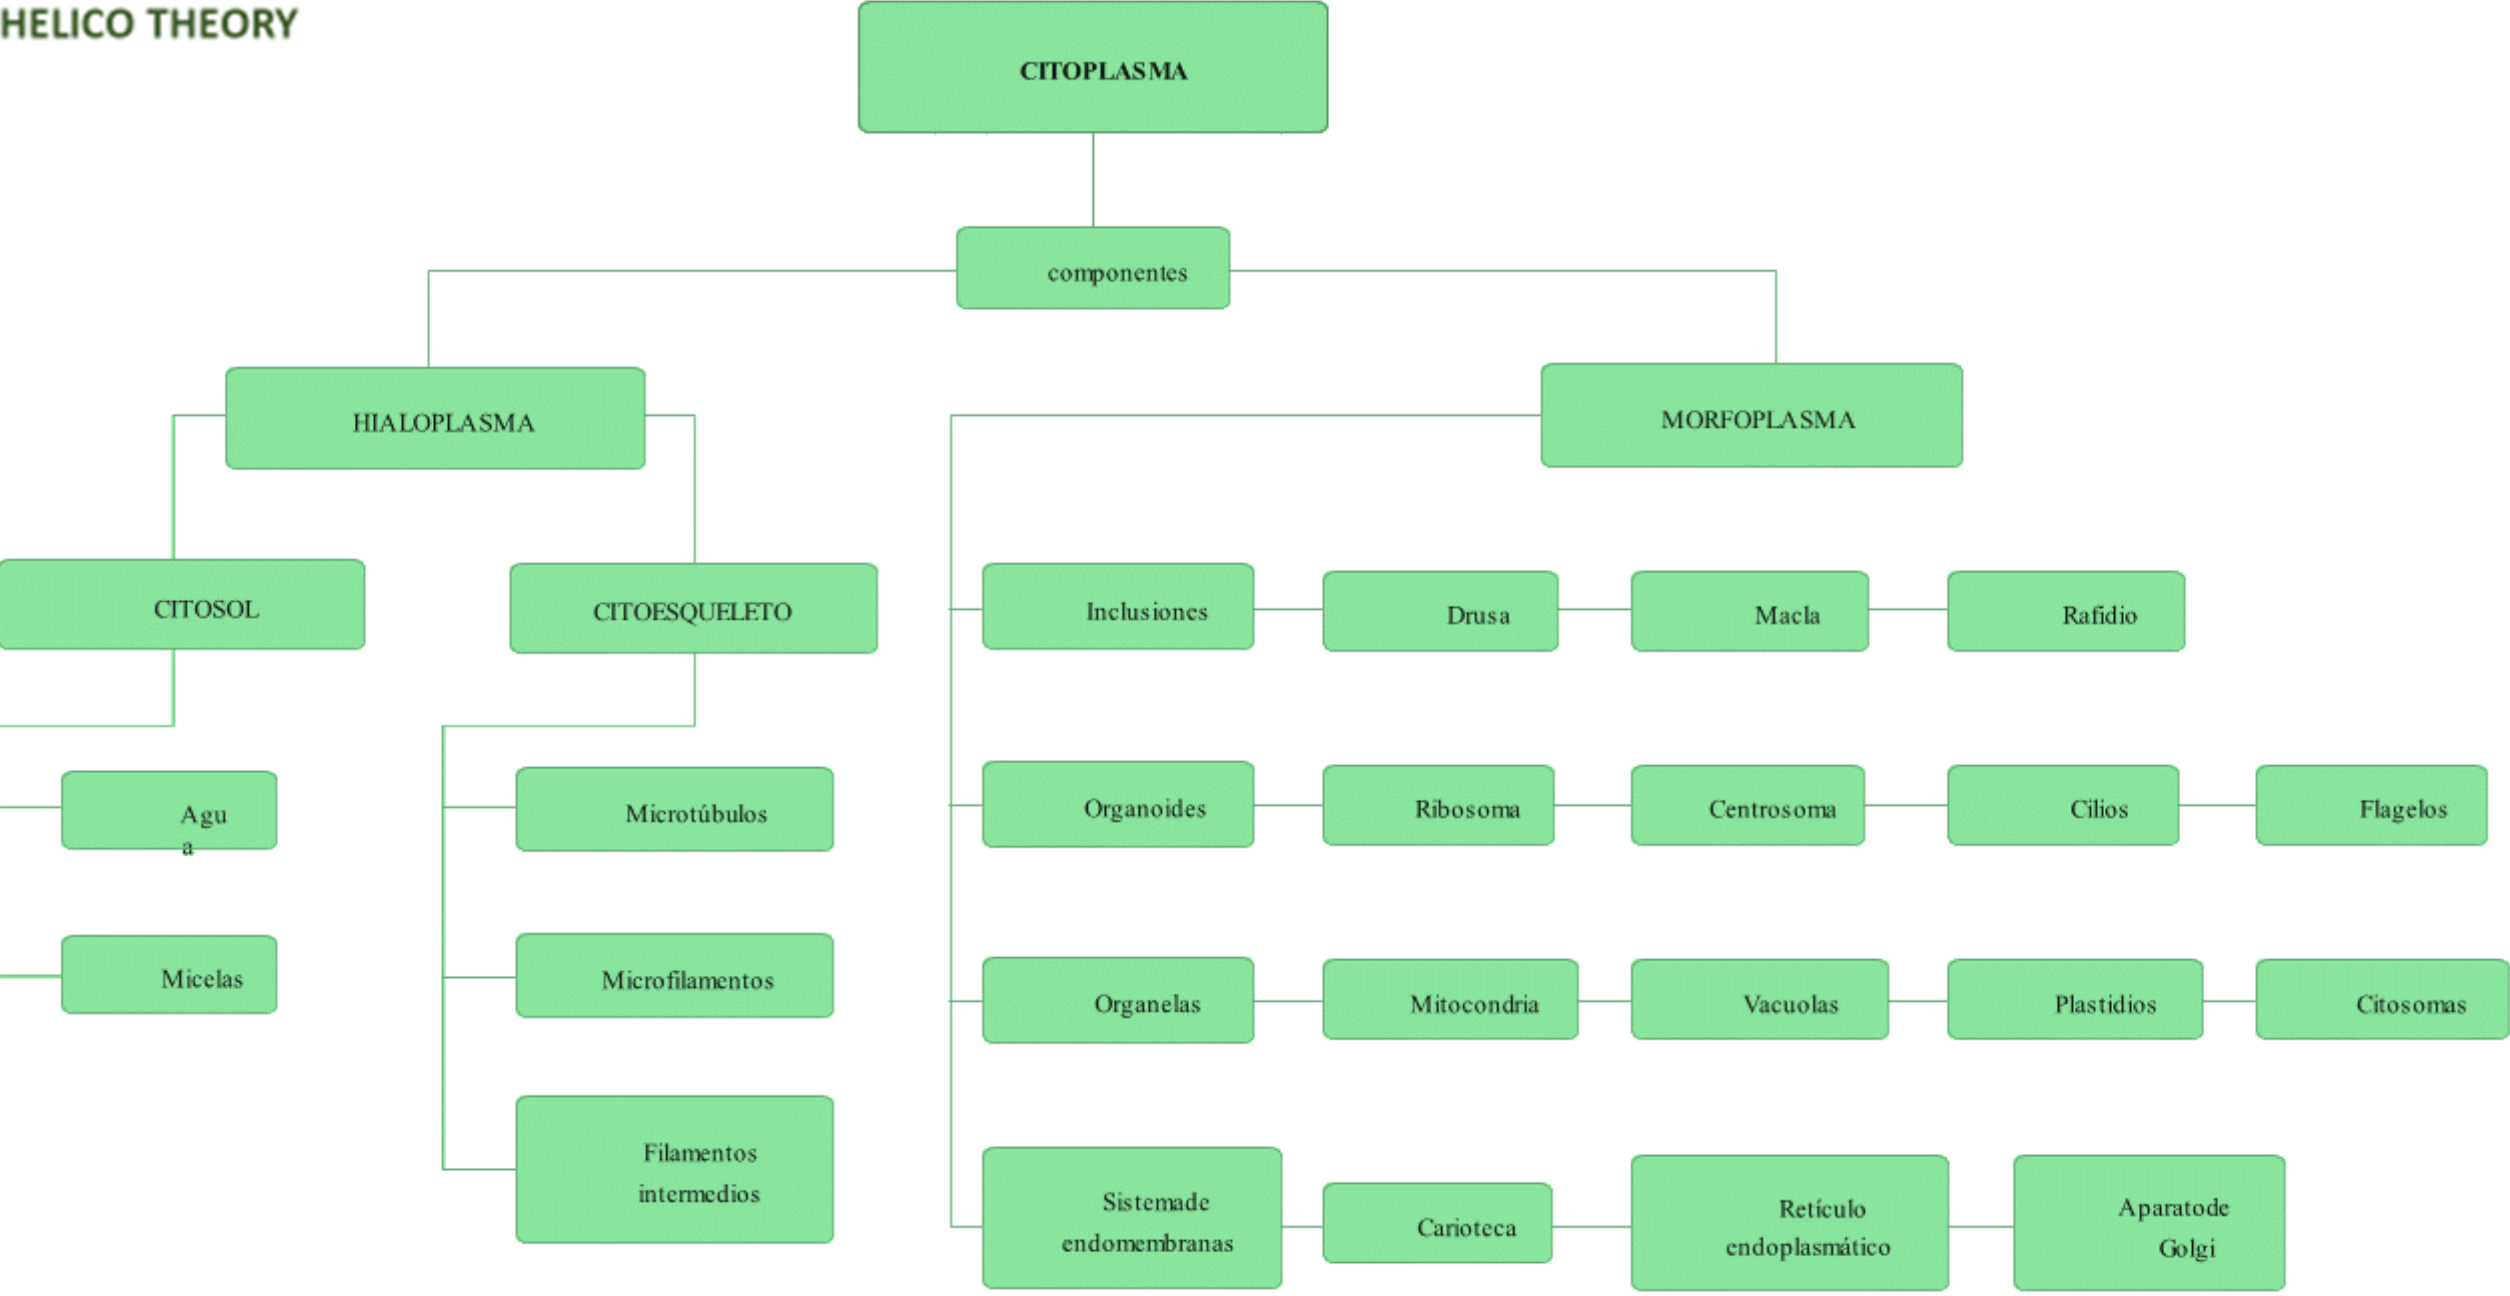 HELICO THEORY
CITOPLASMA
componentes
HIALOPLASMA
MORFOPLASMA
CITOSOL
CITOESQUELETO
Inclusiones
Drusa
Macla
Rafidio
Agu
a
Microtúbulos
Organoides
Ribosoma
Centrosoma
Cilios
Flagelos
Micelas
Microfilamentos
Organelas
Mitocondria
Vacuolas
Plastidios
Citosomas
Filamentos
intermedios
Sistemade
endomembranas
Carioteca
Retículo
endoplasmático
Aparatode
Golgi